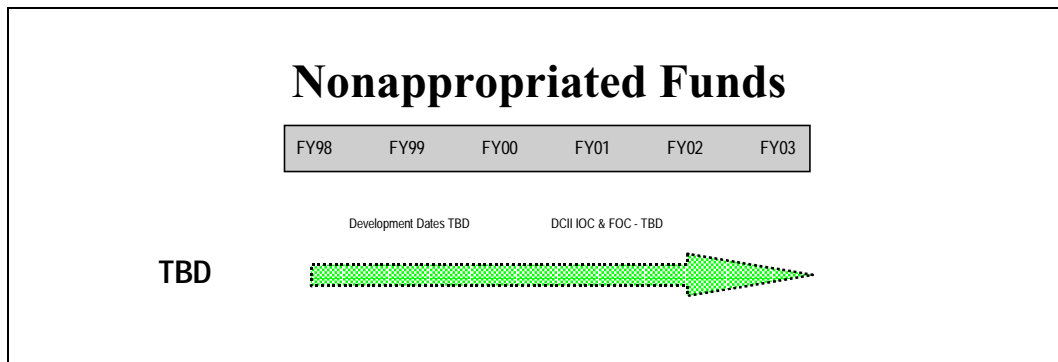 Nonappropriated Funds
FY98 FY99 FY00 FY01 FY02 FY03
Development Dates TBD DCII IOC & FOC - TBD
TBD